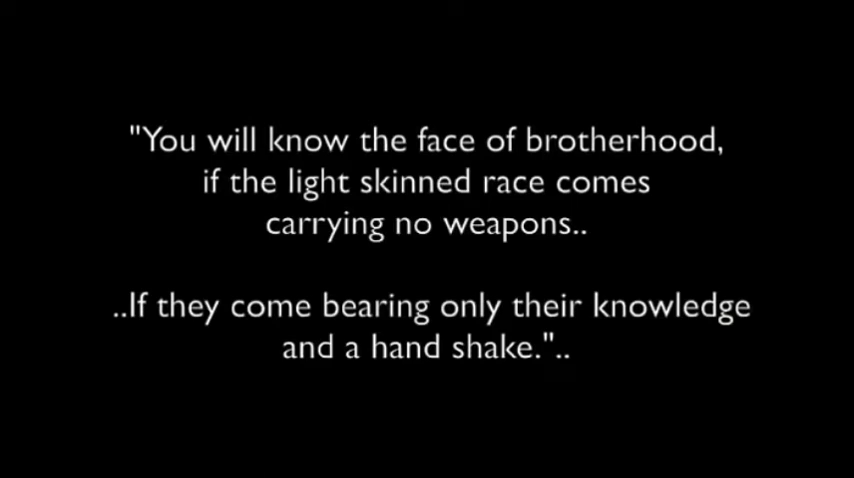 "You will know the face of brotherhood,
if the light skinned race comes
carrying no weapons..
..If they come bearing only their knowledge
and a hand shake."..